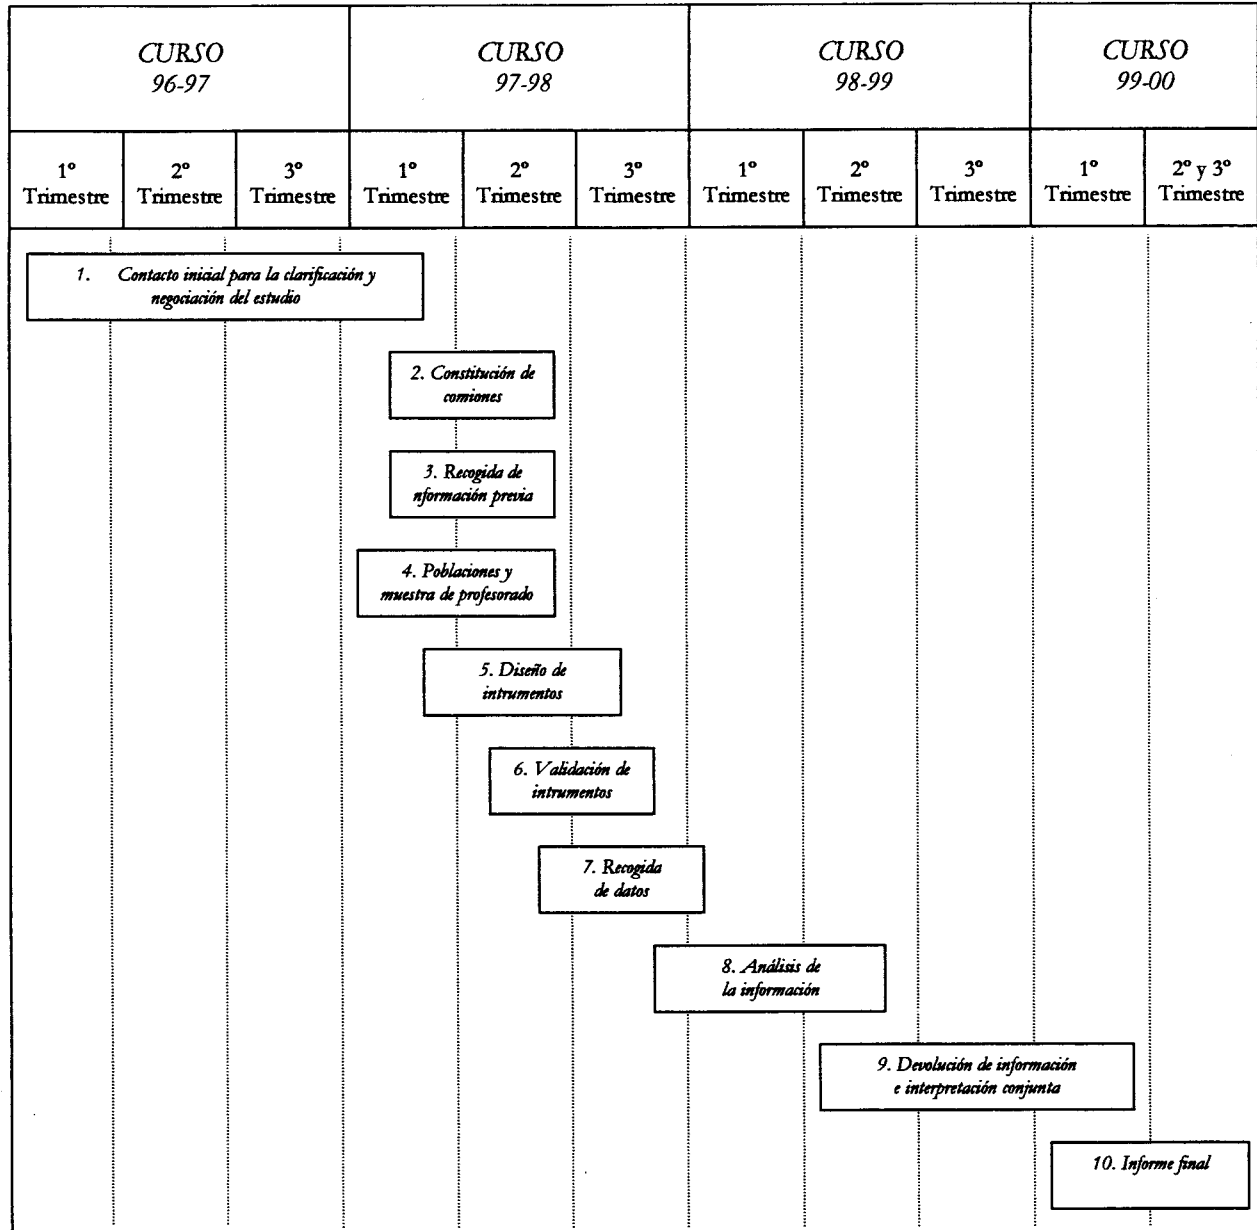 CURSO
96-97
CURSO
97-98
CURSO
98-99
CURSO
99-00
1º
Trimestre
2º
Trimestre
3º
Trimestre
1º
Trimestre
2º
Trimestre
3º
Trimestre
1º
Trimestre
2º
Trimestre
3º
Trimestre
1º
Trimestre
2º y 3º
Trimestre
1. Contacto inicial para la clarificación y
negociación del estudio
2. Constitución de
comiones
3. Recogida de
nformación previa
4. Poblaciones y
muestra de profesorado
5. Diseño de
intrumentos
6. Validación de
intrumentos
7. Recogida
de datos
8. Análisis de
la información
9. Devolución de información
e interpretación conjunta
10. Informe final